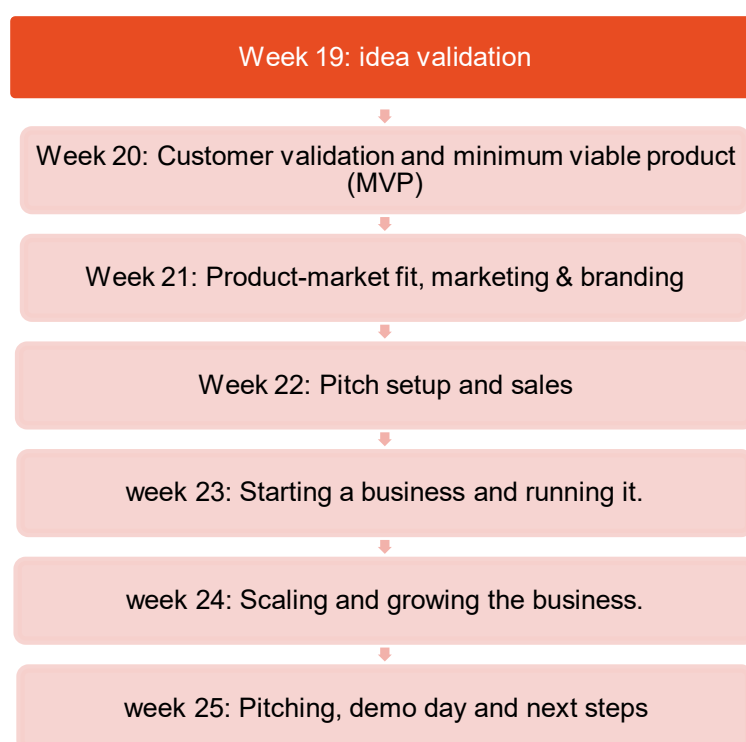 Week 19: idea validation
Week 20: Customer validation and minimum viable product
(MVP)
Week 21: Product-market fit, marketing & branding
Week 22: Pitch setup and sales
week 23: Starting a business and running it.
week 24: Scaling and growing the business.
week 25: Pitching, demo day and next steps